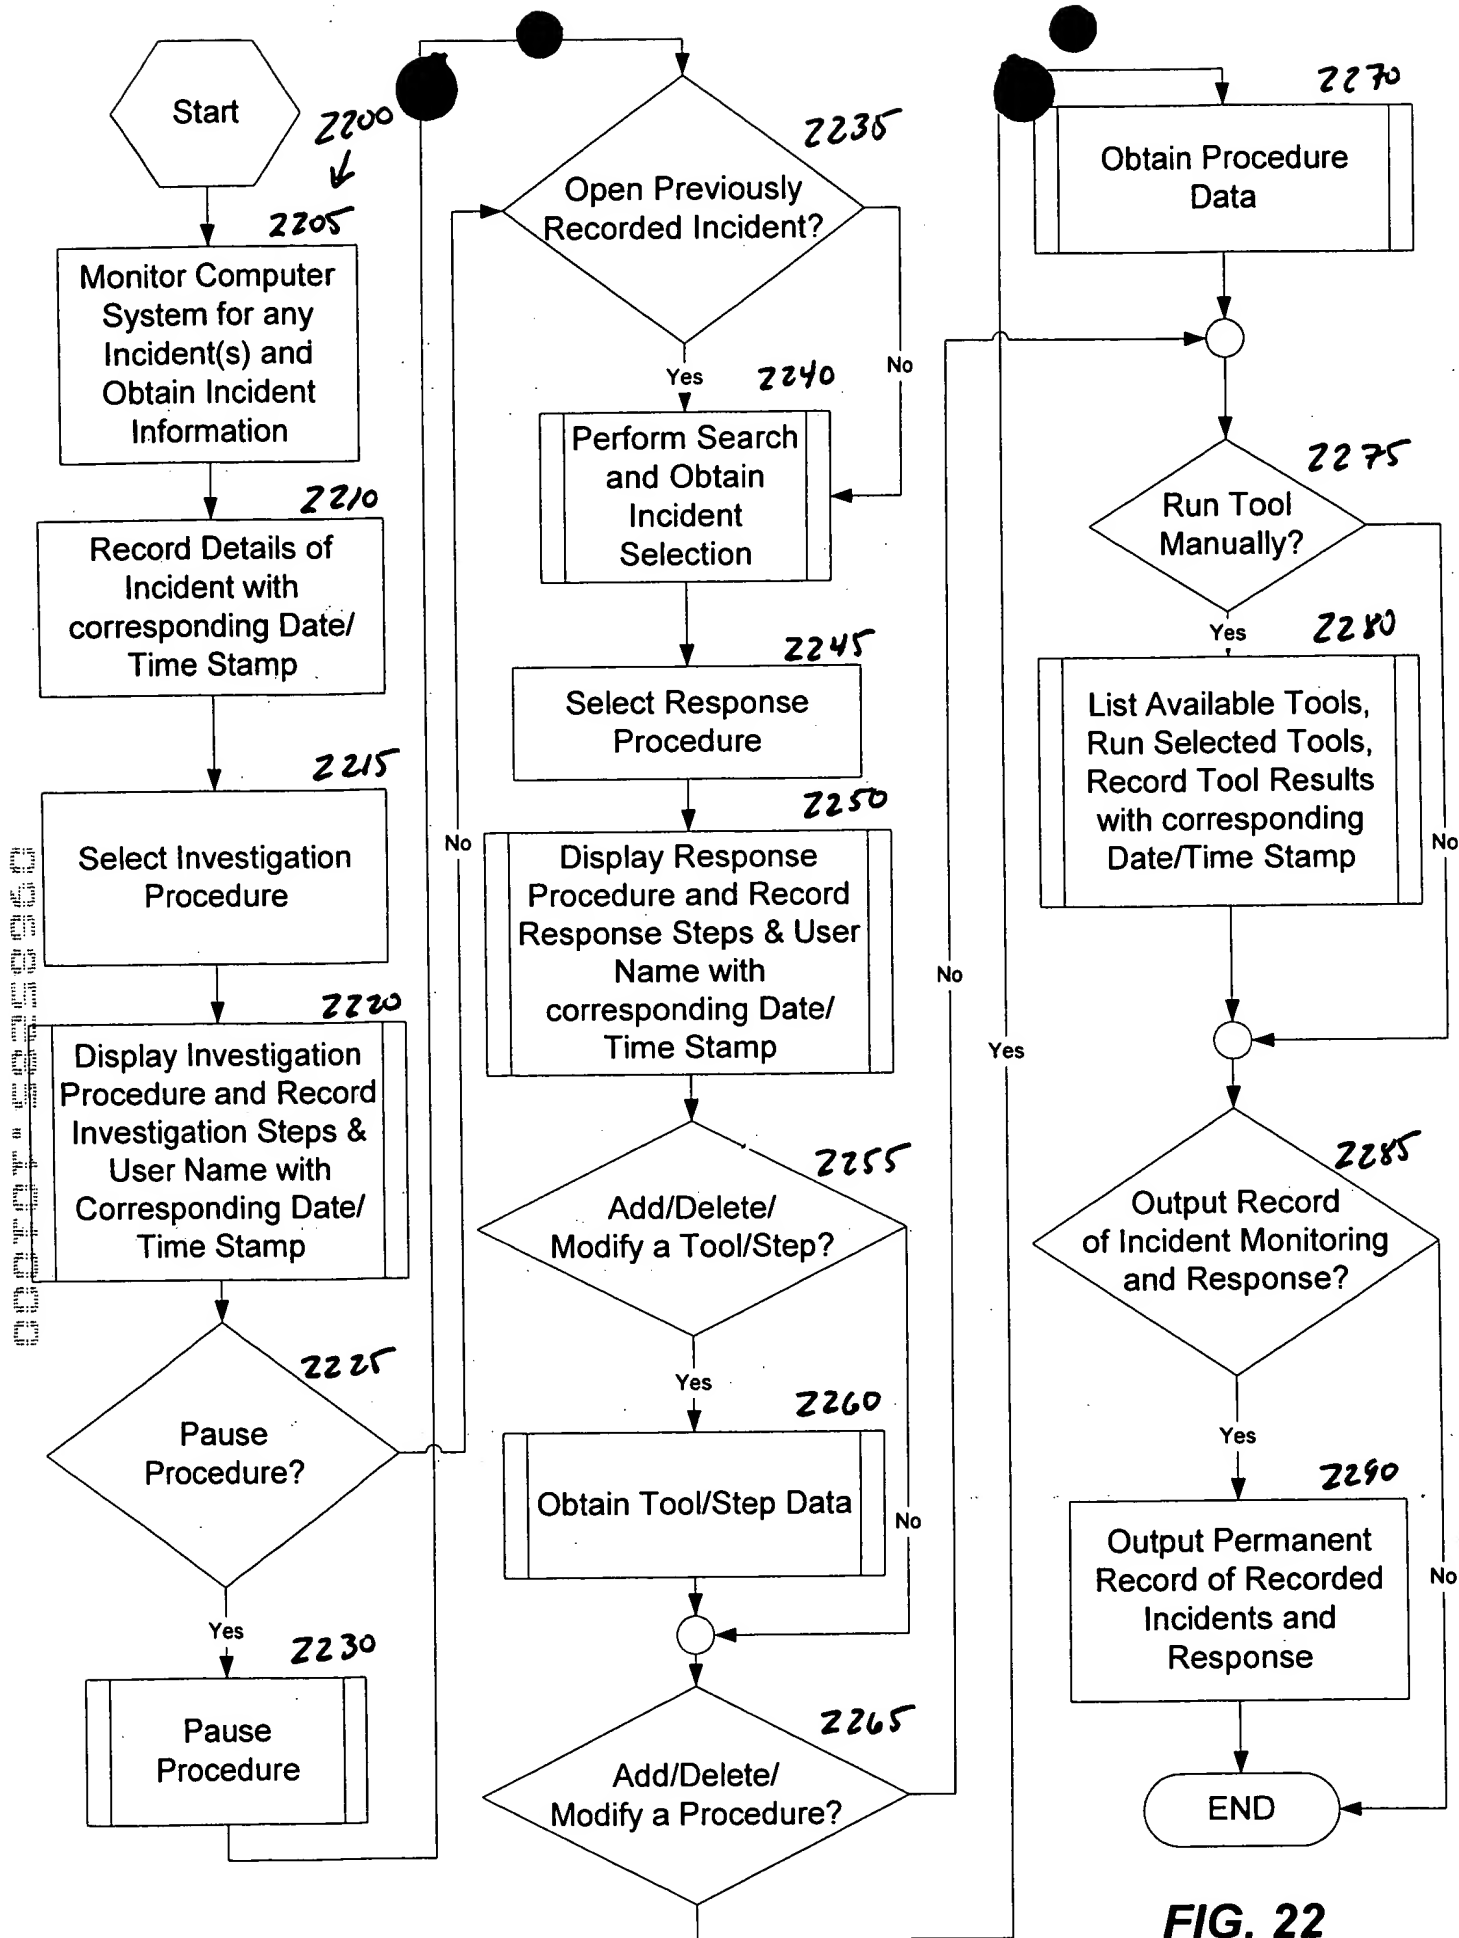 Start
2200
2205
Monitor Computer
System for any
Incident(s) and
Obtain Incident
Information
2210
Record Details of
Incident with
corresponding Date/
Time Stamp
2215
Select Investigation
Procedure
2220
Display Investigation
Procedure and Record
Investigation Steps &
User Name with
Corresponding Date/
Time Stamp
2225
Pause
Procedure?
No
Yes
2230
Pause
Procedure
2235
Open Previously
Recorded Incident?
No
Yes
2240
Perform Search
and Obtain
Incident
Selection
2245
Select Response
Procedure
2250
Display Response
Procedure and Record
Response Steps & User
Name with
corresponding Date/
Time Stamp
2255
Add/Delete/
Modify a Tool/Step?
Yes
No
2260
Obtain Tool/Step Data
2265
Add/Delete/
Modify a Procedure?
No
Yes
2270
Obtain Procedure
Data
2275
Run Tool
Manually?
Yes
No
2280
List Available Tools,
Run Selected Tools,
Record Tool Results
with corresponding
Date/Time Stamp
2285
Output Record
of Incident Monitoring
and Response?
Yes
No
2290
Output Permanent
Record of Recorded
Incidents and
Response
END
FIG. 22